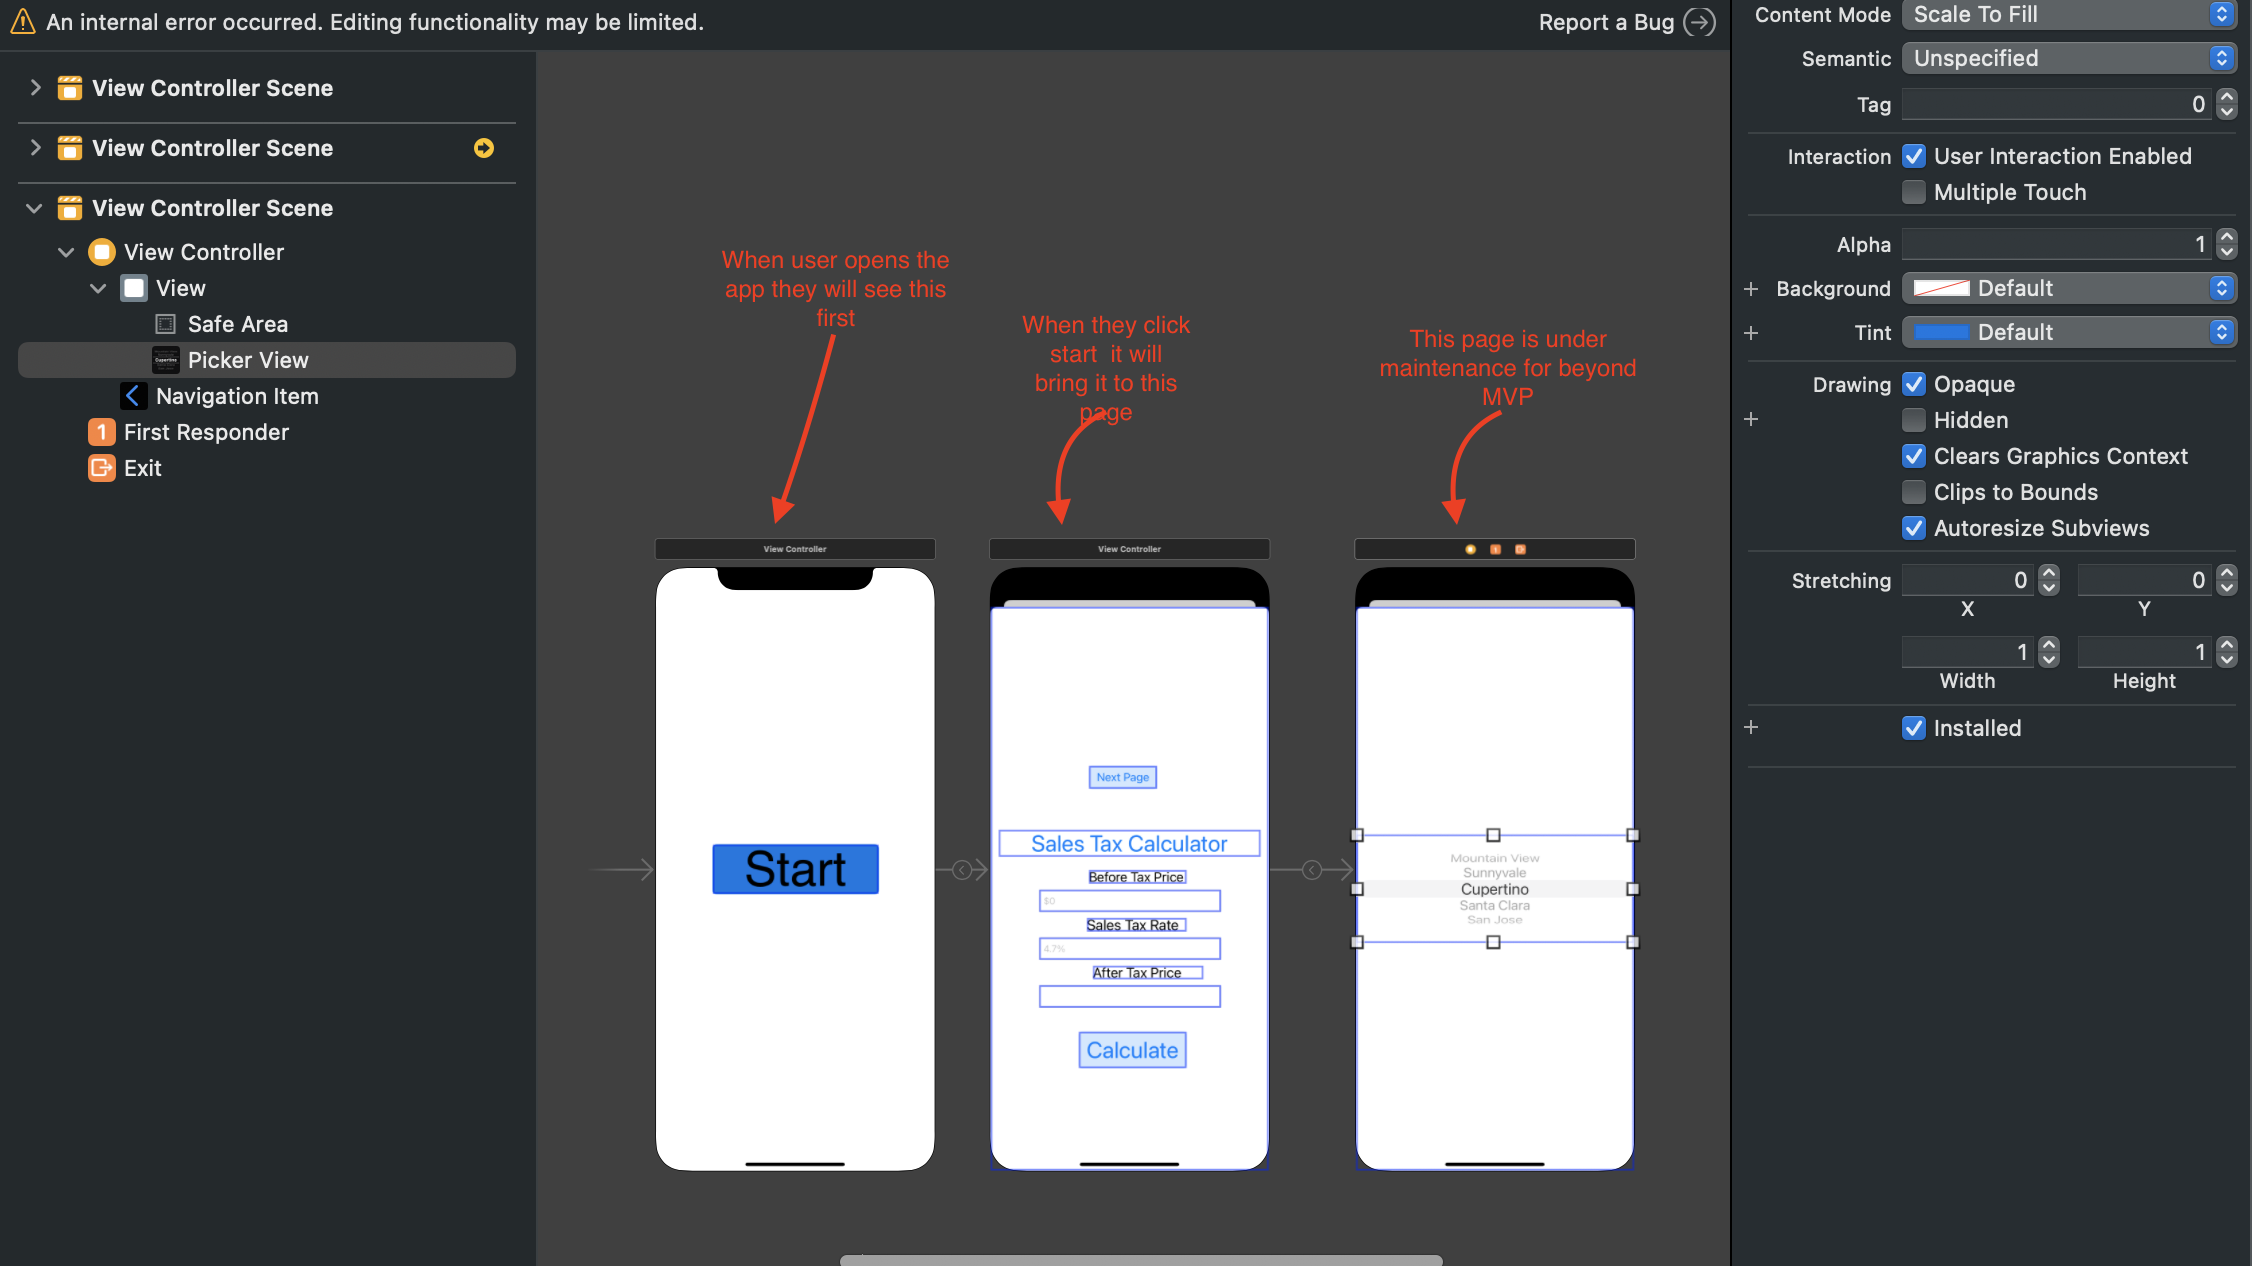 An internal error occurred. Editing functionality may be limited.
Report a Bug
View Controller Scene
View Controller Scene
View Controller Scene
View Controller
View
Safe Area
Picker View
Navigation Item
1 First Responder
Exit
When user opens the
app they will see this
first
When they click
start it will
bring it to this
page
This page is under
maintenance for beyond
MVP
View Controller
View Controller
1
Start
Next Page
Sales Tax Calculator
Before Tax Price
$0
Sales Tax Rate
4.7%
After Tax Price
Calculate
Mountain View
Sunnyvale
Cupertino
Santa Clara
San Jose
Content Mode Scale To Fill
Semantic Unspecified
Tag 0
Interaction User Interaction Enabled
Multiple Touch
Alpha 1
+ Background Default
+ Tint Default
Drawing Opaque
+ Hidden
Clears Graphics Context
Clips to Bounds
Autoresize Subviews
Stretching 0 0
X Y
1 1
Width Height
+ Installed